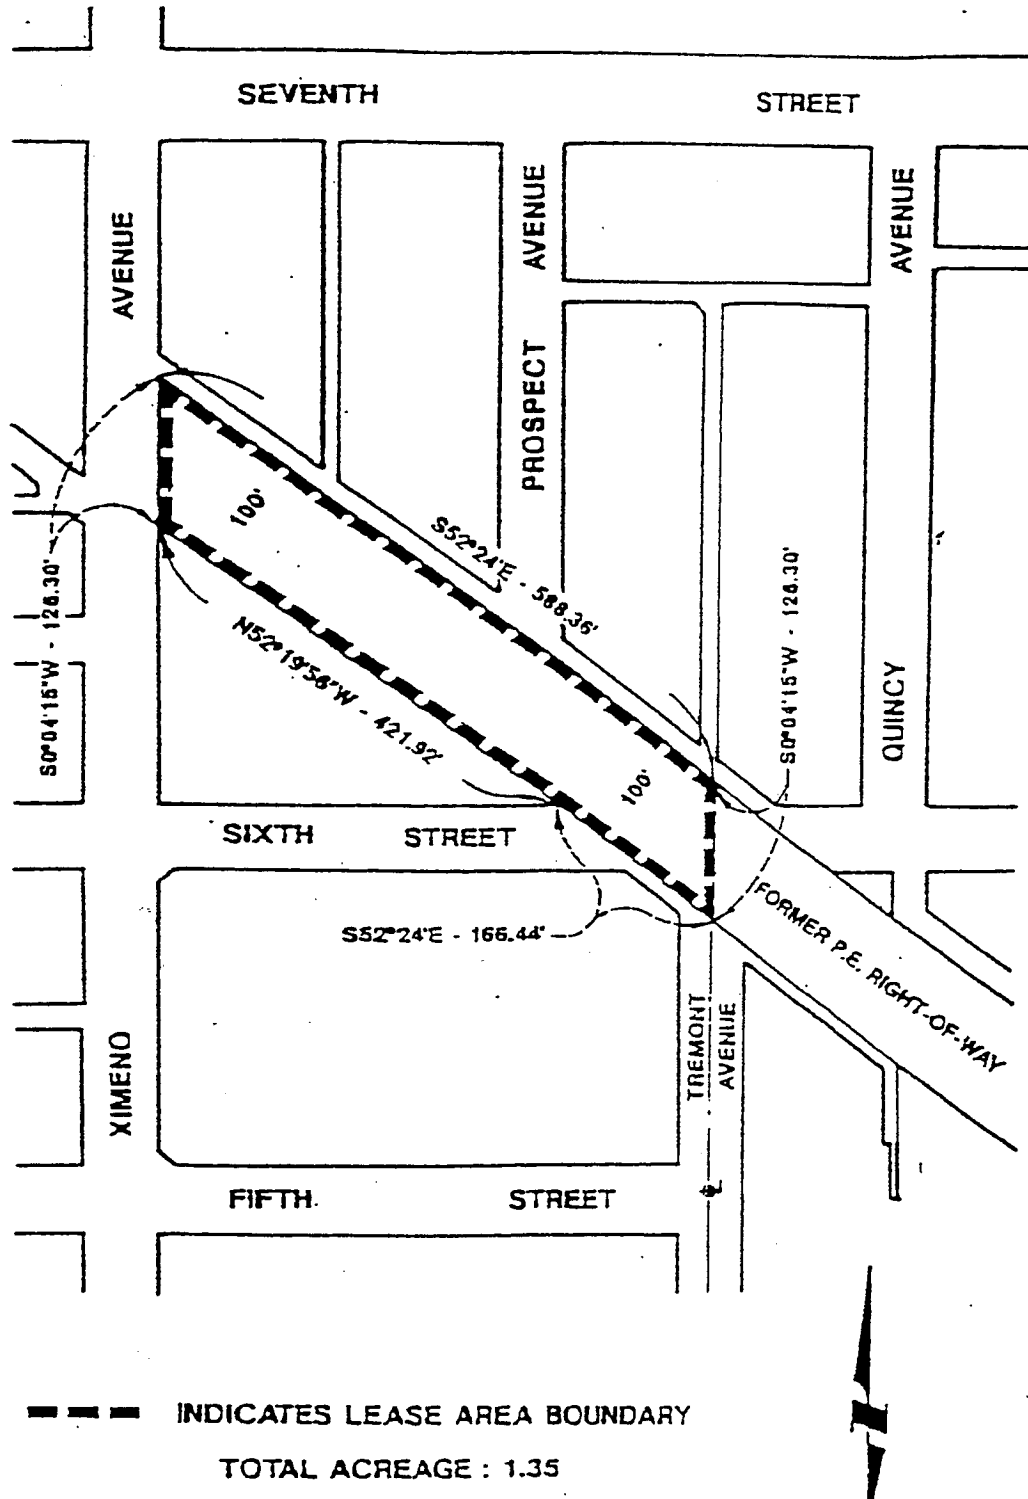 SEVENTH STREET
AVENUE
AVENUE
AVENUE
PROSPECT
100'
S52°24'E - 588.36'
S0°04'15"W - 126.30'
S0°04'15"W - 126.30'
N52°19'56"W - 421.92'
QUINCY
100'
SIXTH STREET
S52°24'E - 166.44'
FORMER P.E. RIGHT-OF-WAY
TREMONT
AVENUE
XIMENO
FIFTH STREET
INDICATES LEASE AREA BOUNDARY
TOTAL ACREAGE : 1.35